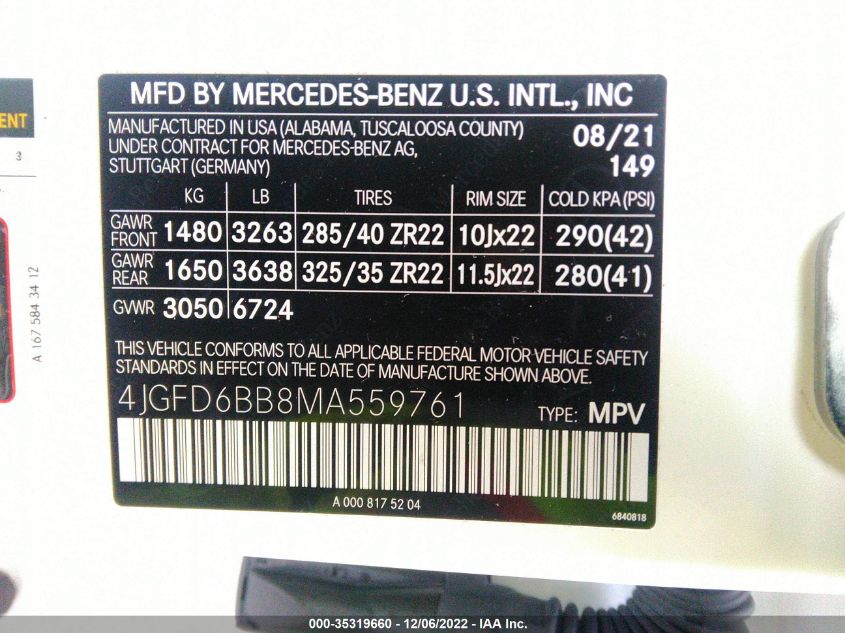 MFD BY MERCEDES-BENZ U.S. INTL., INC
MANUFACTURED IN USA (ALABAMA, TUSCALOOSA COUNTY) 08/21
UNDER CONTRACT FOR MERCEDES-BENZ AG,
STUTTGART (GERMANY) 149
KG LB TIRES RIM SIZE COLD KPA (PSI)
GAWR FRONT 1480 3263 285/40 ZR22 10Jx22 290(42)
GAWR REAR 1650 3638 325/35 ZR22 11.5Jx22 280(41)
GVWR 3050 6724
THIS VEHICLE CONFORMS TO ALL APPLICABLE FEDERAL MOTOR VEHICLE SAFETY
STANDARDS IN EFFECT ON THE DATE OF MANUFACTURE SHOWN ABOVE.
4JGFD6BB8MA559761 TYPE: MPV
A 000 817 52 04
6840818
ENT
3
A 167 584 34 12
000-35319660 - 12/06/2022 - IAA Inc.